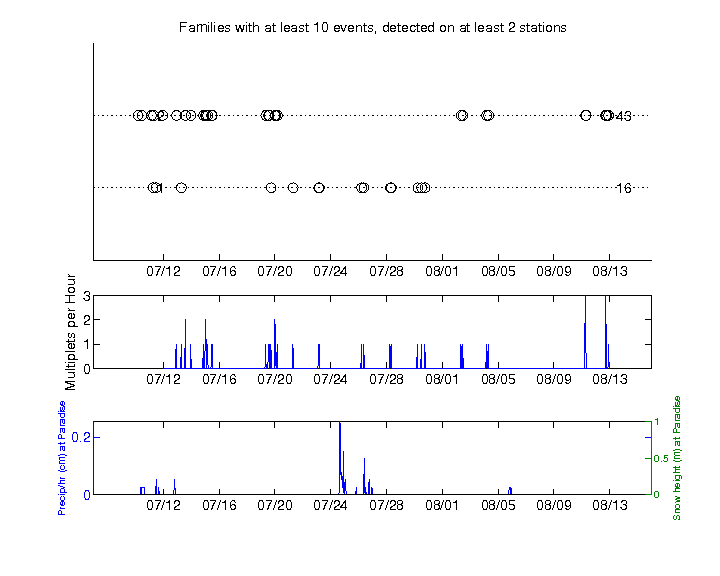 Families with at least 10 events, detected on at least 2 stations
43
16
07/12 07/16 07/20 07/24 07/28 08/01 08/05 08/09 08/13
Multiplets per Hour
3
2
1
0
07/12 07/16 07/20 07/24 07/28 08/01 08/05 08/09 08/13
Precip/hr (cm) at Paradise
0.2
0
1
0.5
0
Snow height (m) at Paradise
07/12 07/16 07/20 07/24 07/28 08/01 08/05 08/09 08/13